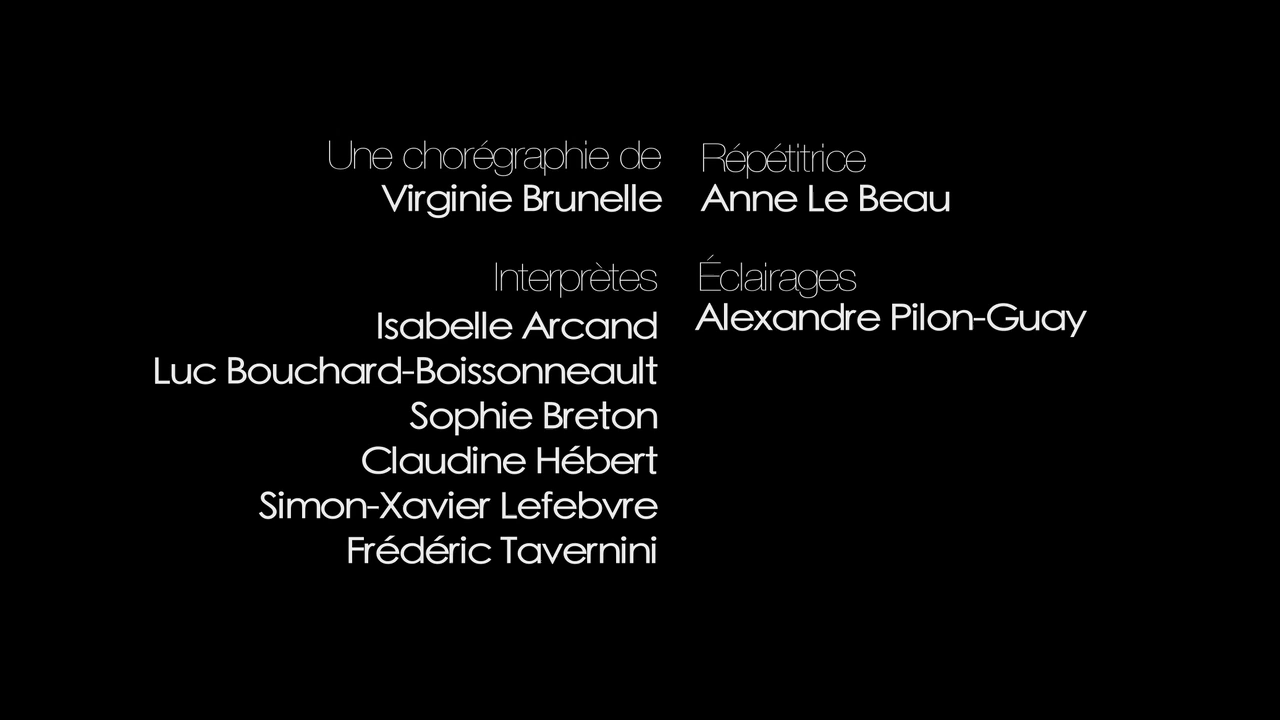 Une chorégraphie de
Virginie Brunelle
Interprètes
Isabelle Arcand
Luc Bouchard-Boissonneault
Sophie Breton
Claudine Hébert
Simon-Xavier Lefebvre
Frédéric Tavernini
Répétitrice
Anne Le Beau
Éclairages
Alexandre Pilon-Guay